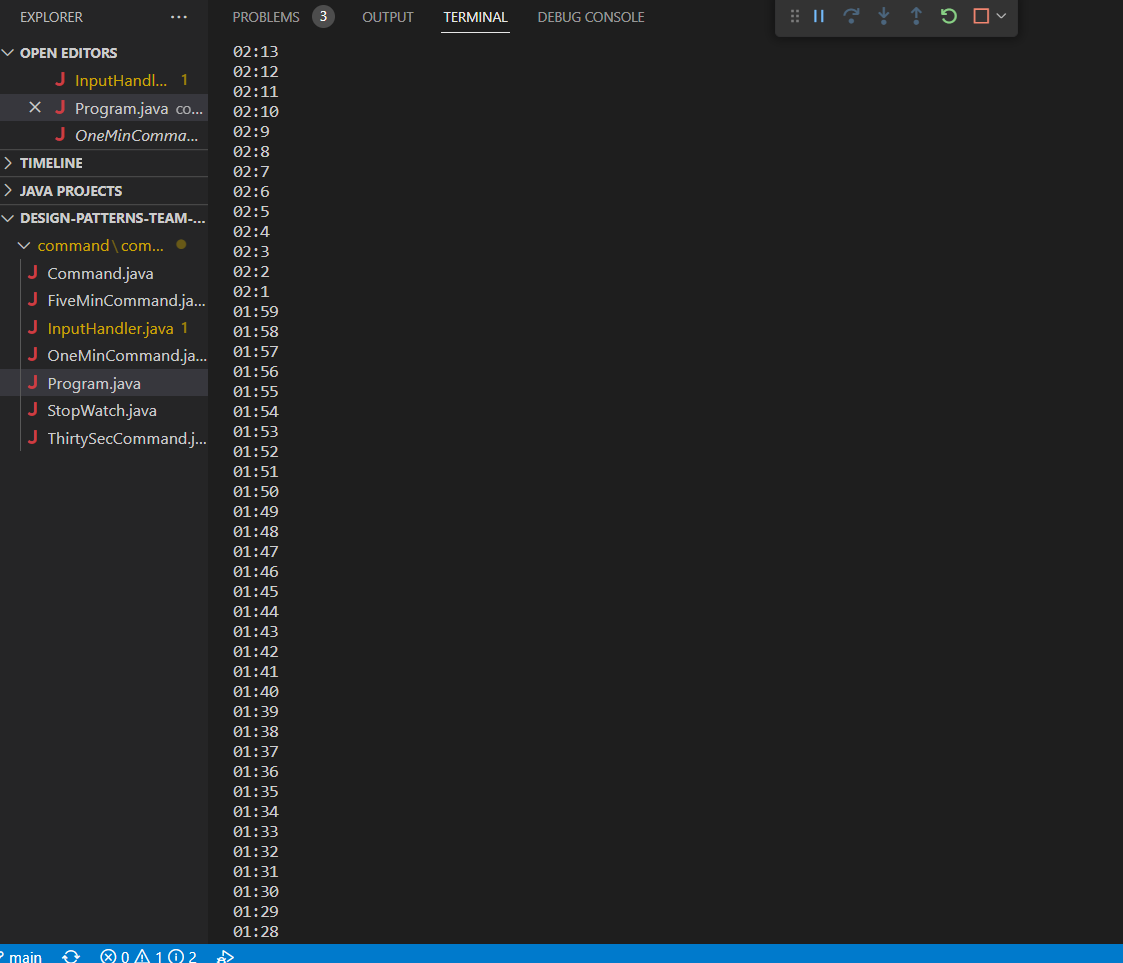 EXPLORER ...
OPEN EDITORS
InputHandl... 1
Program.java co...
OneMinComma...
TIMELINE
JAVA PROJECTS
DESIGN-PATTERNS-TEAM-...
command\com...
Command.java
FiveMinCommand.ja...
InputHandler.java 1
OneMinCommand.ja...
Program.java
StopWatch.java
ThirtySecCommand.j...
PROBLEMS 3 OUTPUT TERMINAL DEBUG CONSOLE
02:13
02:12
02:11
02:10
02:9
02:8
02:7
02:6
02:5
02:4
02:3
02:2
02:1
01:59
01:58
01:57
01:56
01:55
01:54
01:53
01:52
01:51
01:50
01:49
01:48
01:47
01:46
01:45
01:44
01:43
01:42
01:41
01:40
01:39
01:38
01:37
01:36
01:35
01:34
01:33
01:32
01:31
01:30
01:29
01:28
main 0 1 2